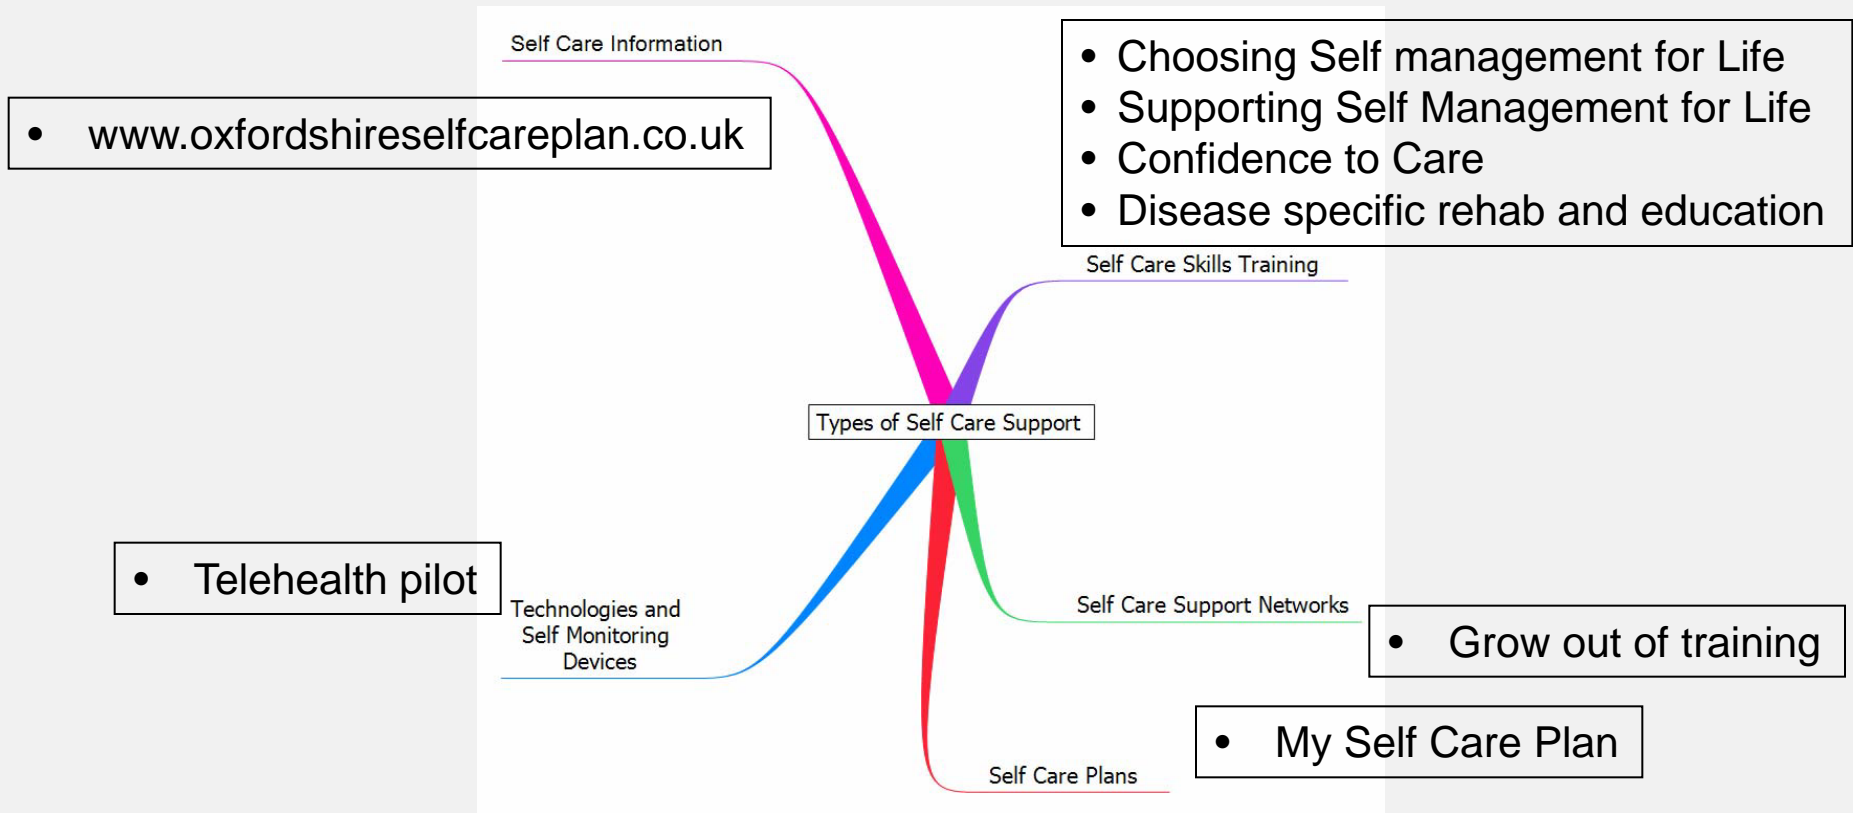 Self Care Information
• www.oxfordshireselfcareplan.co.uk
• Choosing Self management for Life
• Supporting Self Management for Life
• Confidence to Care
• Disease specific rehab and education
Self Care Skills Training
Types of Self Care Support
• Telehealth pilot
Technologies and
Self Monitoring
Devices
Self Care Support Networks
• Grow out of training
• My Self Care Plan
Self Care Plans